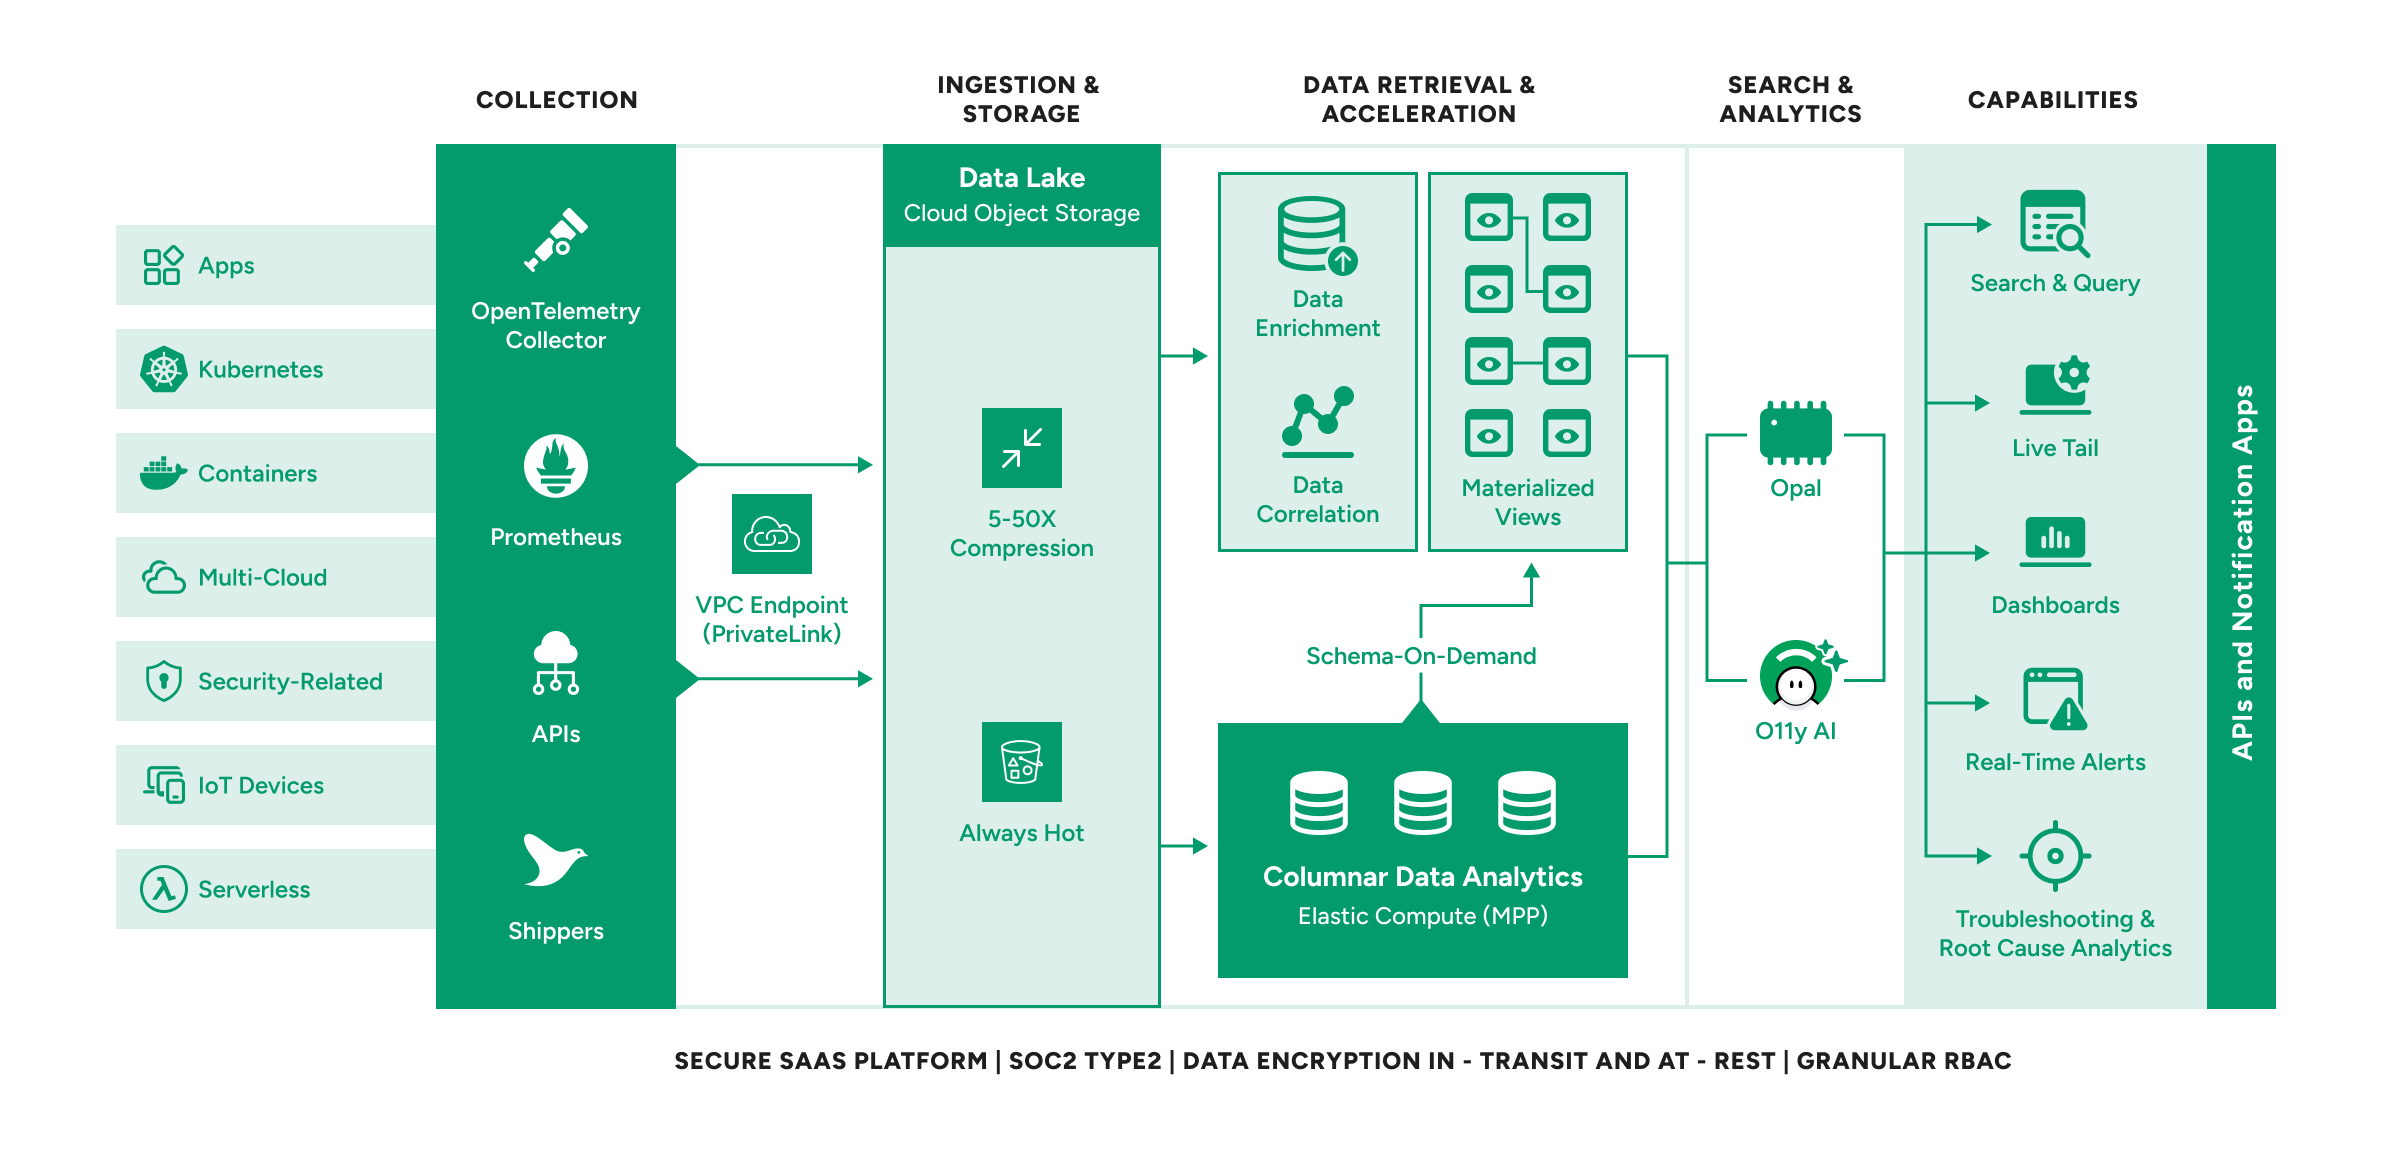 COLLECTION
INGESTION &
STORAGE
DATA RETRIEVAL &
ACCELERATION
SEARCH &
ANALYTICS
CAPABILITIES
Apps
Kubernetes
Containers
Multi-Cloud
Security-Related
IoT Devices
Serverless
OpenTelemetry
Collector
Prometheus
APIs
Shippers
VPC Endpoint
(PrivateLink)
Data Lake
Cloud Object Storage
5-50X
Compression
Always Hot
Data
Enrichment
Data
Correlation
Materialized
Views
Schema-On-Demand
Columnar Data Analytics
Elastic Compute (MPP)
Opal
O11y AI
Search & Query
Live Tail
Dashboards
Real-Time Alerts
Troubleshooting &
Root Cause Analytics
APIs and Notification Apps
SECURE SAAS PLATFORM | SOC2 TYPE2 | DATA ENCRYPTION IN - TRANSIT AND AT - REST | GRANULAR RBAC